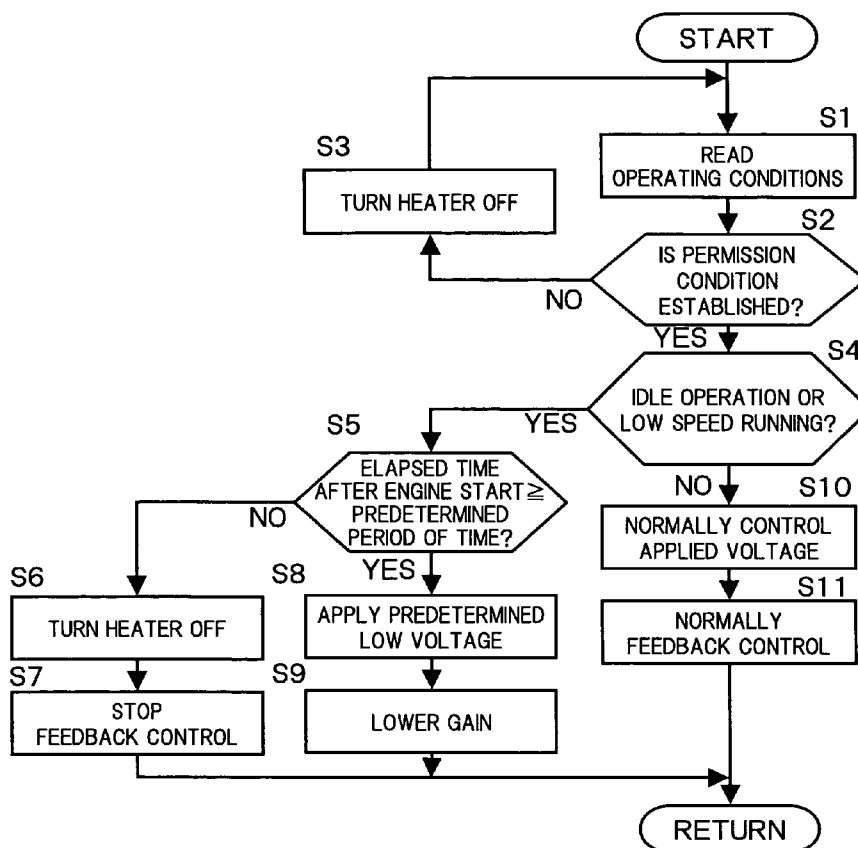 START
S1
READ
OPERATING CONDITIONS
S3
TURN HEATER OFF
S2
IS PERMISSION
CONDITION
ESTABLISHED?
NO
YES
S4
IDLE OPERATION OR
LOW SPEED RUNNING?
YES
NO
S5
ELAPSED TIME
AFTER ENGINE START≧
PREDETERMINED
PERIOD OF TIME?
NO
YES
S10
NORMALLY CONTROL
APPLIED VOLTAGE
S6
TURN HEATER OFF
S8
APPLY PREDETERMINED
LOW VOLTAGE
S11
NORMALLY
FEEDBACK CONTROL
S7
STOP
FEEDBACK CONTROL
S9
LOWER GAIN
RETURN